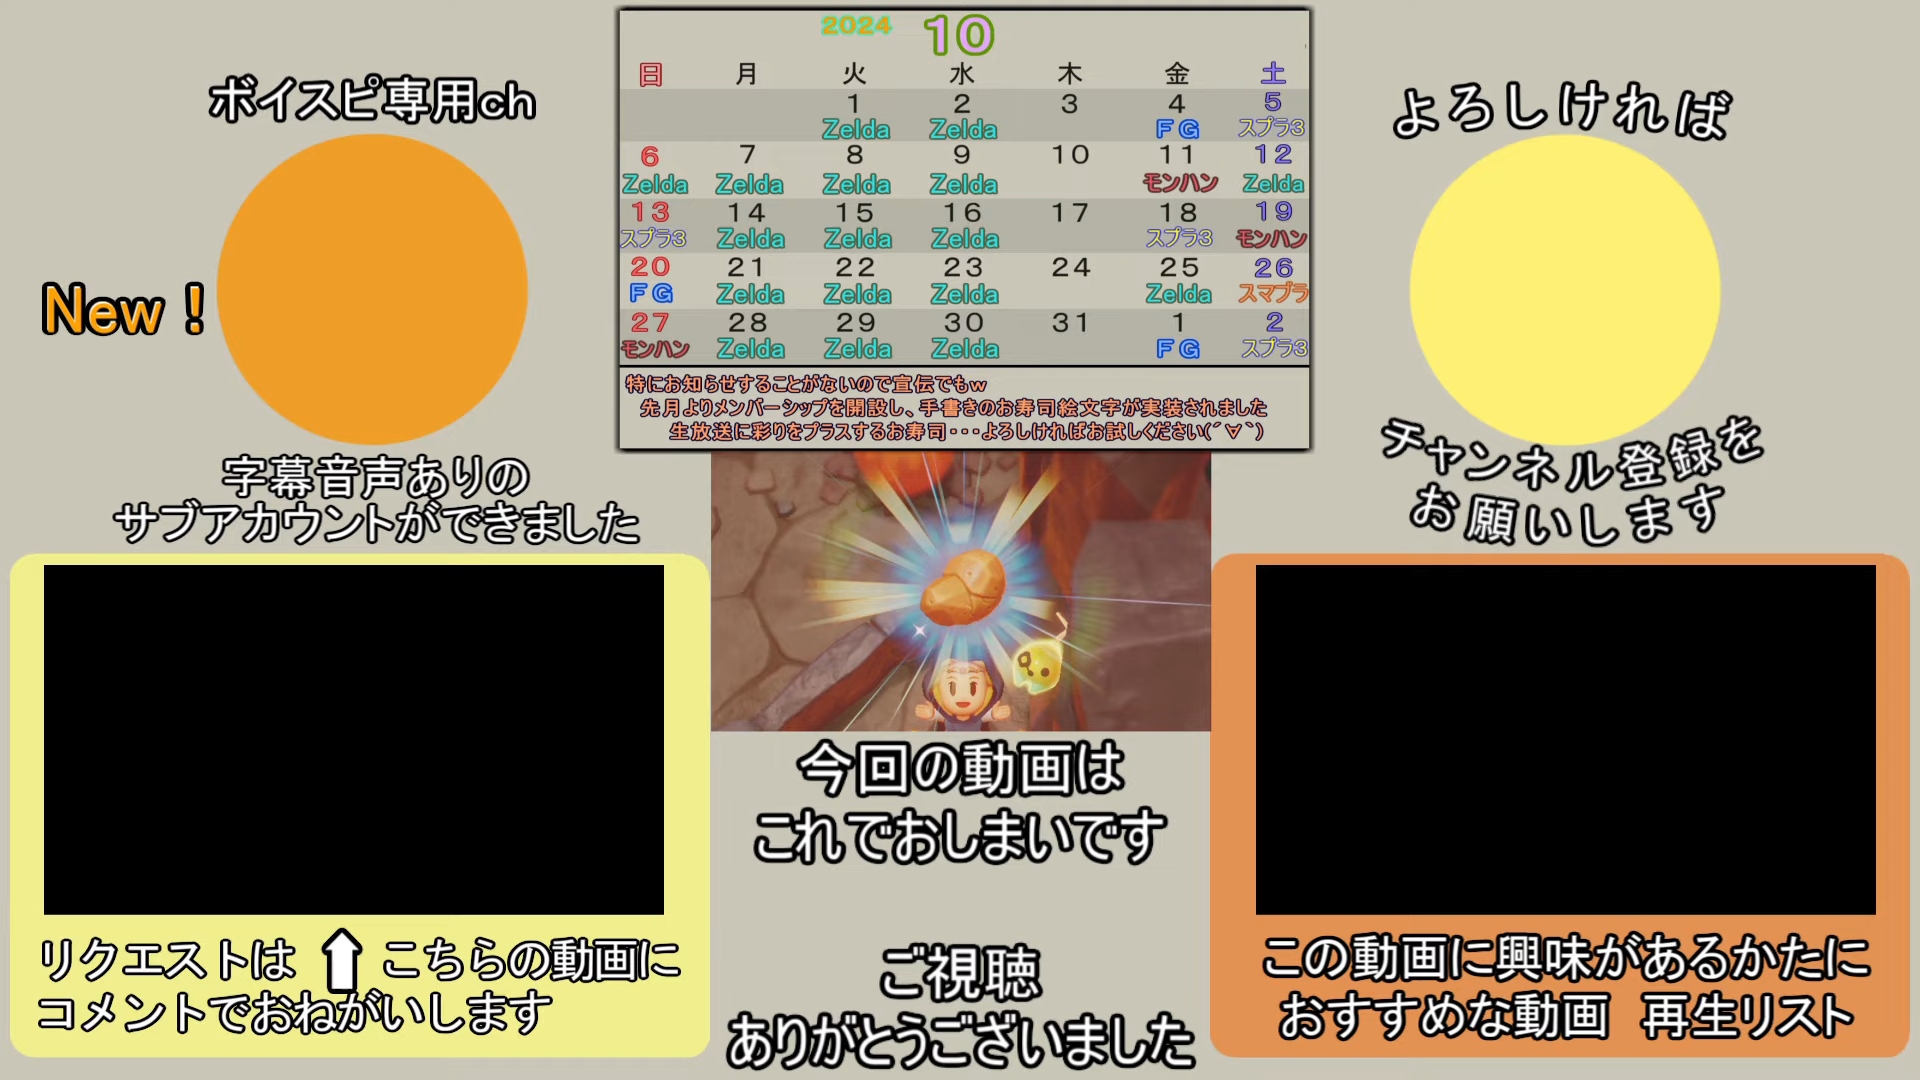 2024 10
日 月 火 水 木 金 土
1 2 3 4 5
Zelda Zelda FG スプラ3
6 7 8 9 10 11 12
Zelda Zelda Zelda Zelda モンハン Zelda
13 14 15 16 17 18 19
スプラ3 Zelda Zelda Zelda スプラ3 モンハン
20 21 22 23 24 25 26
FG Zelda Zelda Zelda Zelda スマブラ
27 28 29 30 31 1 2
モンハン Zelda Zelda Zelda FG スプラ3
特にお知らせすることがないので宣伝でもw
先月よりメンバーシップを開設し、手書きのお寿司絵文字が実装されました
生放送に彩りをプラスするお寿司・・・よろしければお試しください(´∀`)
ボイスピ専用ch
New！
字幕音声ありの
サブアカウントができました
よろしければ
チャンネル登録を
お願いします
今回の動画は
これでおしまいです
ご視聴
ありがとうございました
リクエストは ⬆ こちらの動画に
コメントでおねがいします
この動画に興味があるかたに
おすすめな動画 再生リスト